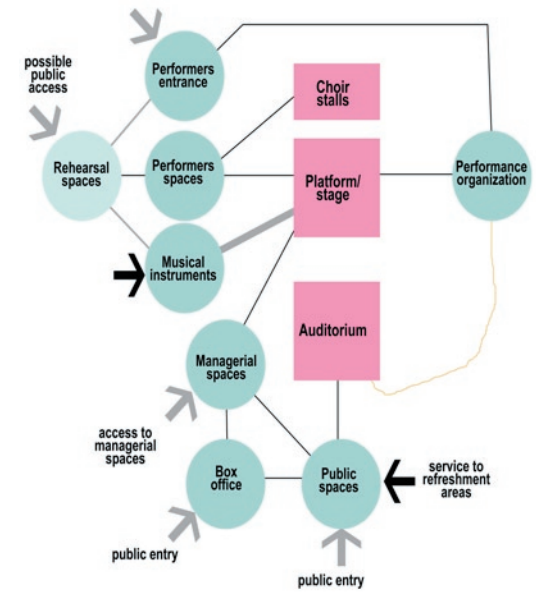 possible
public
access
Performers
entrance
Choir
stalls
Rehearsal
spaces
Performers
spaces
Platform/
stage
Performance
organization
Musical
instruments
Auditorium
Managerial
spaces
access to
managerial
spaces
Box
office
Public
spaces
service to
refreshment
areas
public entry
public entry